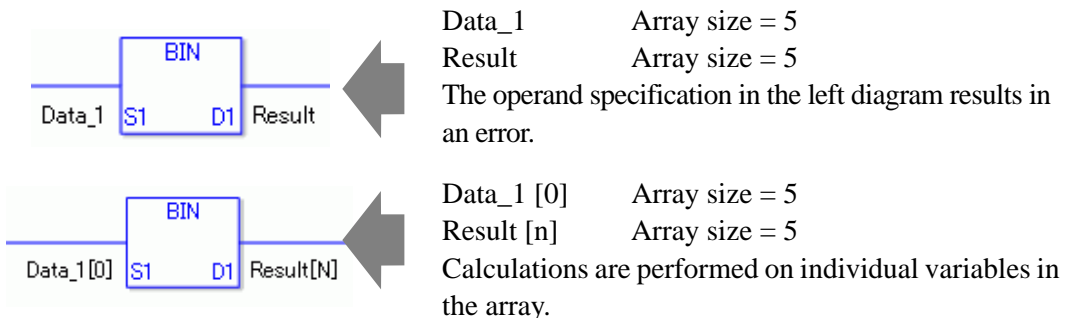 BIN
Data_1 S1 D1 Result
Data_1 Array size = 5
Result Array size = 5
The operand specification in the left diagram results in
an error.
BIN
Data_1[0] S1 D1 Result[N]
Data_1 [0] Array size = 5
Result [n] Array size = 5
Calculations are performed on individual variables in
the array.